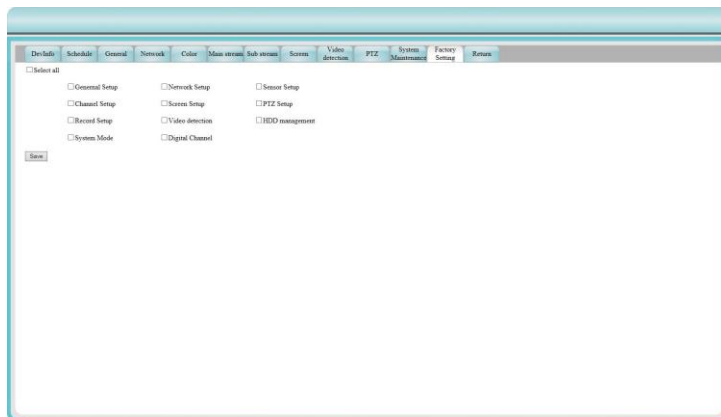 DevInfo Schedule General Network Color Main stream Sub stream Screen Video detection PTZ System Maintenance Factory Setting Return
Select all
Genernal Setup Network Setup Sensor Setup
Channel Setup Screen Setup PTZ Setup
Record Setup Video detection HDD management
System Mode Digital Channel
Save